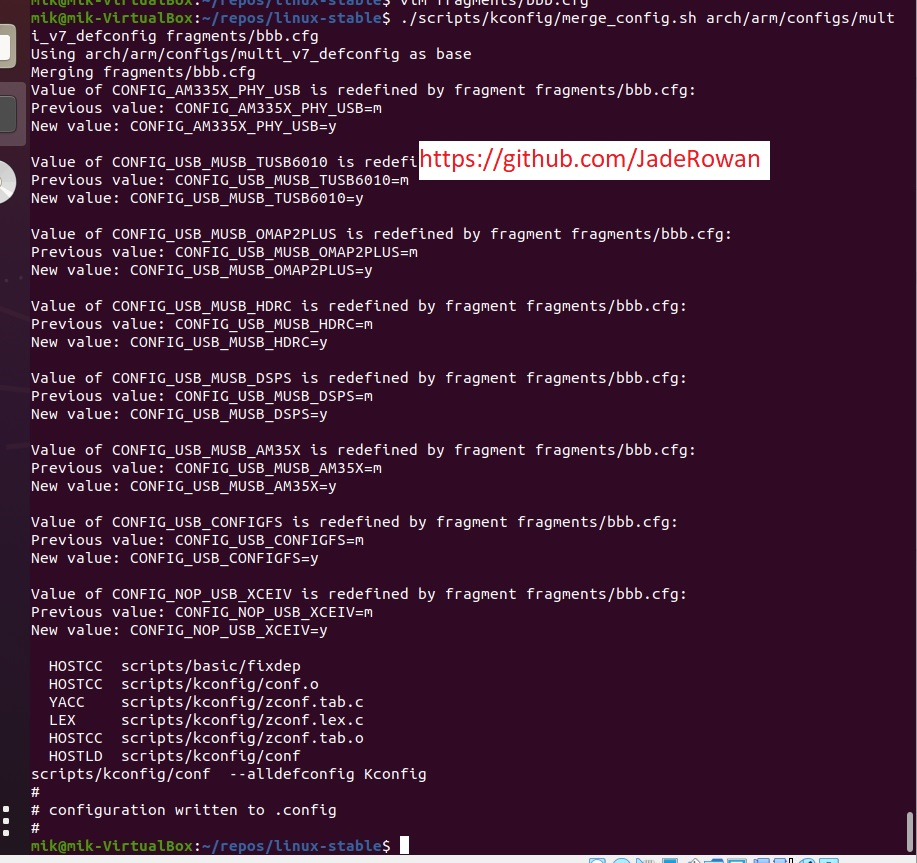 mik@mik-VirtualBox:~/repos/linux-stable$ vim fragments/bbb.cfg
mik@mik-VirtualBox:~/repos/linux-stable$ ./scripts/kconfig/merge_config.sh arch/arm/configs/mult
i_v7_defconfig fragments/bbb.cfg
Using arch/arm/configs/multi_v7_defconfig as base
Merging fragments/bbb.cfg
Value of CONFIG_AM335X_PHY_USB is redefined by fragment fragments/bbb.cfg:
Previous value: CONFIG_AM335X_PHY_USB=m
New value: CONFIG_AM335X_PHY_USB=y
Value of CONFIG_USB_MUSB_TUSB6010 is redefi
https://github.com/JadeRowan
Previous value: CONFIG_USB_MUSB_TUSB6010=m
New value: CONFIG_USB_MUSB_TUSB6010=y
Value of CONFIG_USB_MUSB_OMAP2PLUS is redefined by fragment fragments/bbb.cfg:
Previous value: CONFIG_USB_MUSB_OMAP2PLUS=m
New value: CONFIG_USB_MUSB_OMAP2PLUS=y
Value of CONFIG_USB_MUSB_HDRC is redefined by fragment fragments/bbb.cfg:
Previous value: CONFIG_USB_MUSB_HDRC=m
New value: CONFIG_USB_MUSB_HDRC=y
Value of CONFIG_USB_MUSB_DSPS is redefined by fragment fragments/bbb.cfg:
Previous value: CONFIG_USB_MUSB_DSPS=m
New value: CONFIG_USB_MUSB_DSPS=y
Value of CONFIG_USB_MUSB_AM35X is redefined by fragment fragments/bbb.cfg:
Previous value: CONFIG_USB_MUSB_AM35X=m
New value: CONFIG_USB_MUSB_AM35X=y
Value of CONFIG_USB_CONFIGFS is redefined by fragment fragments/bbb.cfg:
Previous value: CONFIG_USB_CONFIGFS=m
New value: CONFIG_USB_CONFIGFS=y
Value of CONFIG_NOP_USB_XCEIV is redefined by fragment fragments/bbb.cfg:
Previous value: CONFIG_NOP_USB_XCEIV=m
New value: CONFIG_NOP_USB_XCEIV=y
HOSTCC  scripts/basic/fixdep
HOSTCC  scripts/kconfig/conf.o
YACC    scripts/kconfig/zconf.tab.c
LEX     scripts/kconfig/zconf.lex.c
HOSTCC  scripts/kconfig/zconf.tab.o
HOSTLD  scripts/kconfig/conf
scripts/kconfig/conf  --alldefconfig Kconfig
#
# configuration written to .config
#
mik@mik-VirtualBox:~/repos/linux-stable$